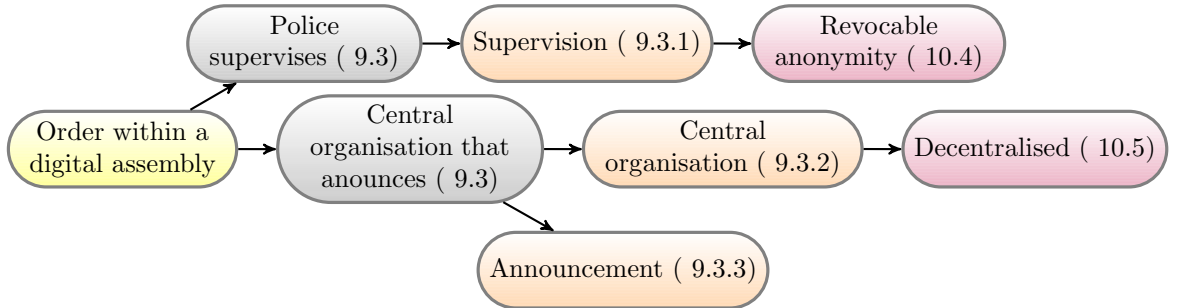 Police
supervises ( 9.3)
Supervision ( 9.3.1)
Revocable
anonymity ( 10.4)
Order within a
digital assembly
Central
organisation that
anounces ( 9.3)
Central
organisation ( 9.3.2)
Decentralised ( 10.5)
Announcement ( 9.3.3)